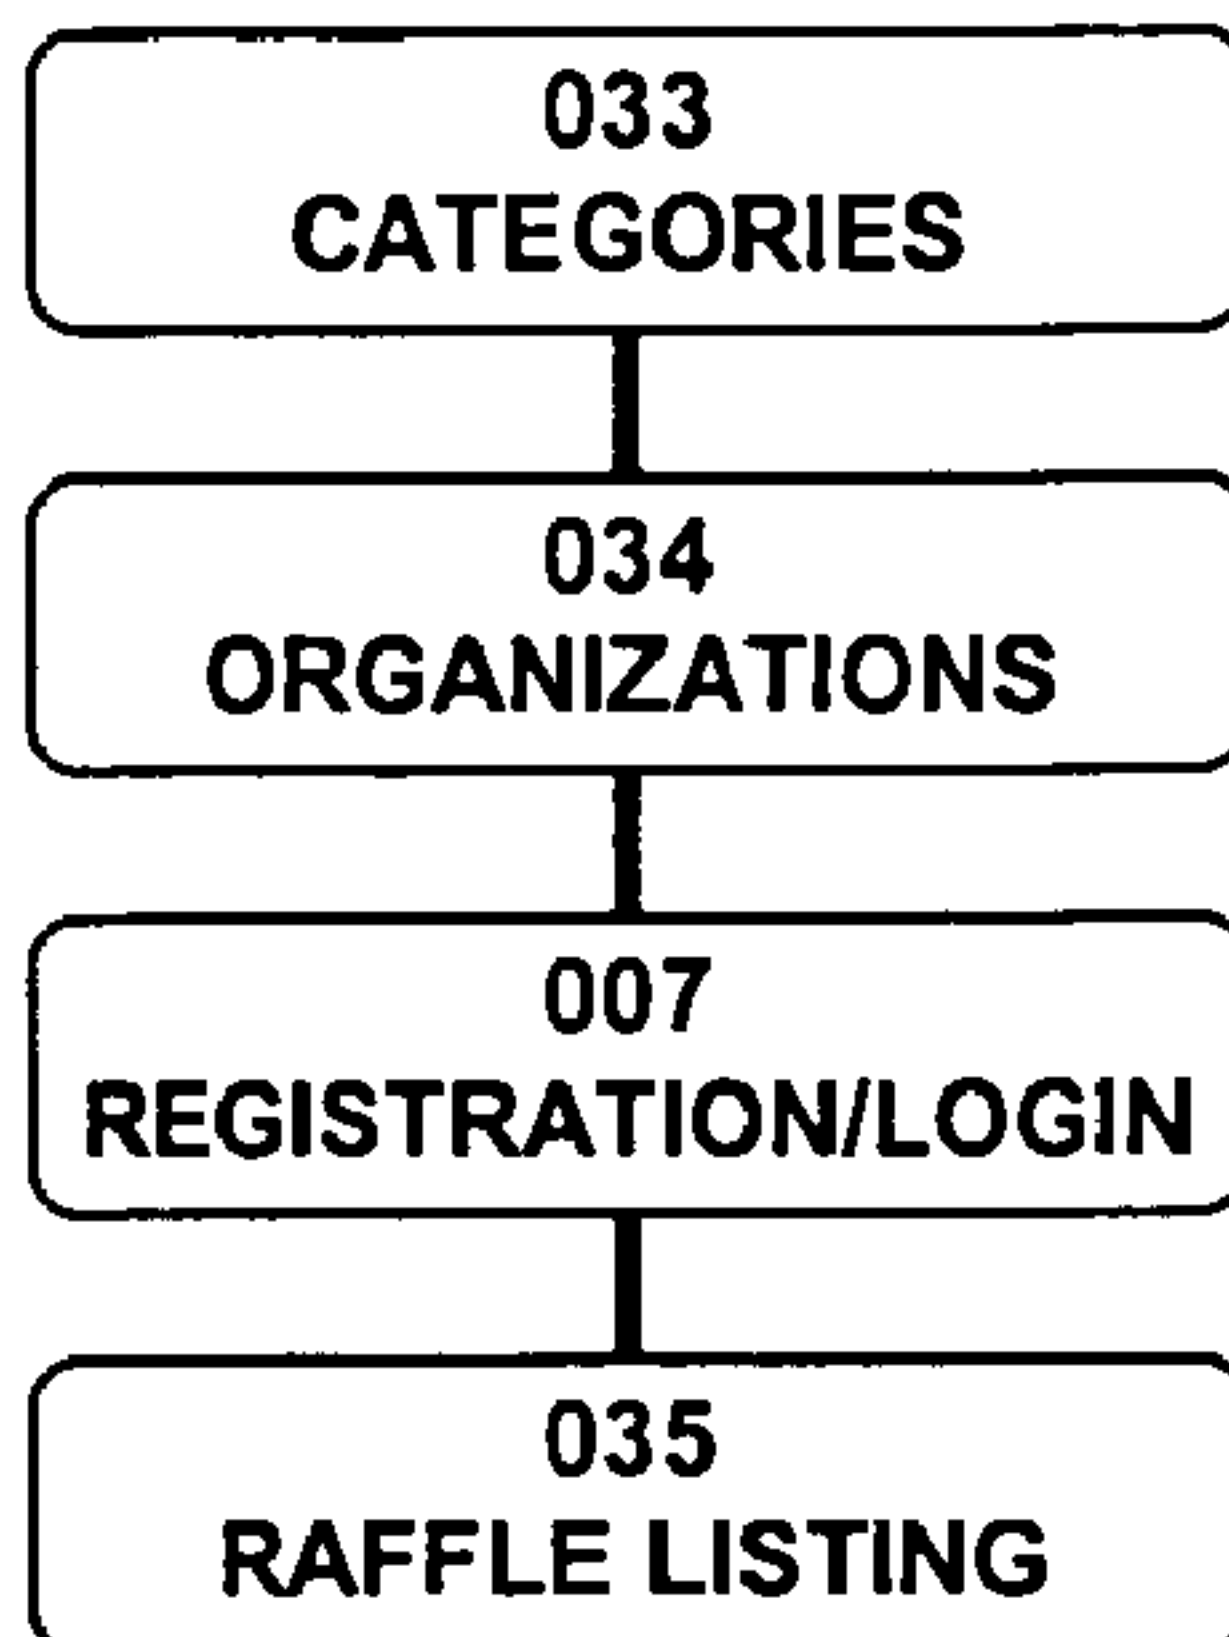 033
CATEGORIES
034
ORGANIZATIONS
007
REGISTRATION/LOGIN
035
RAFFLE LISTING